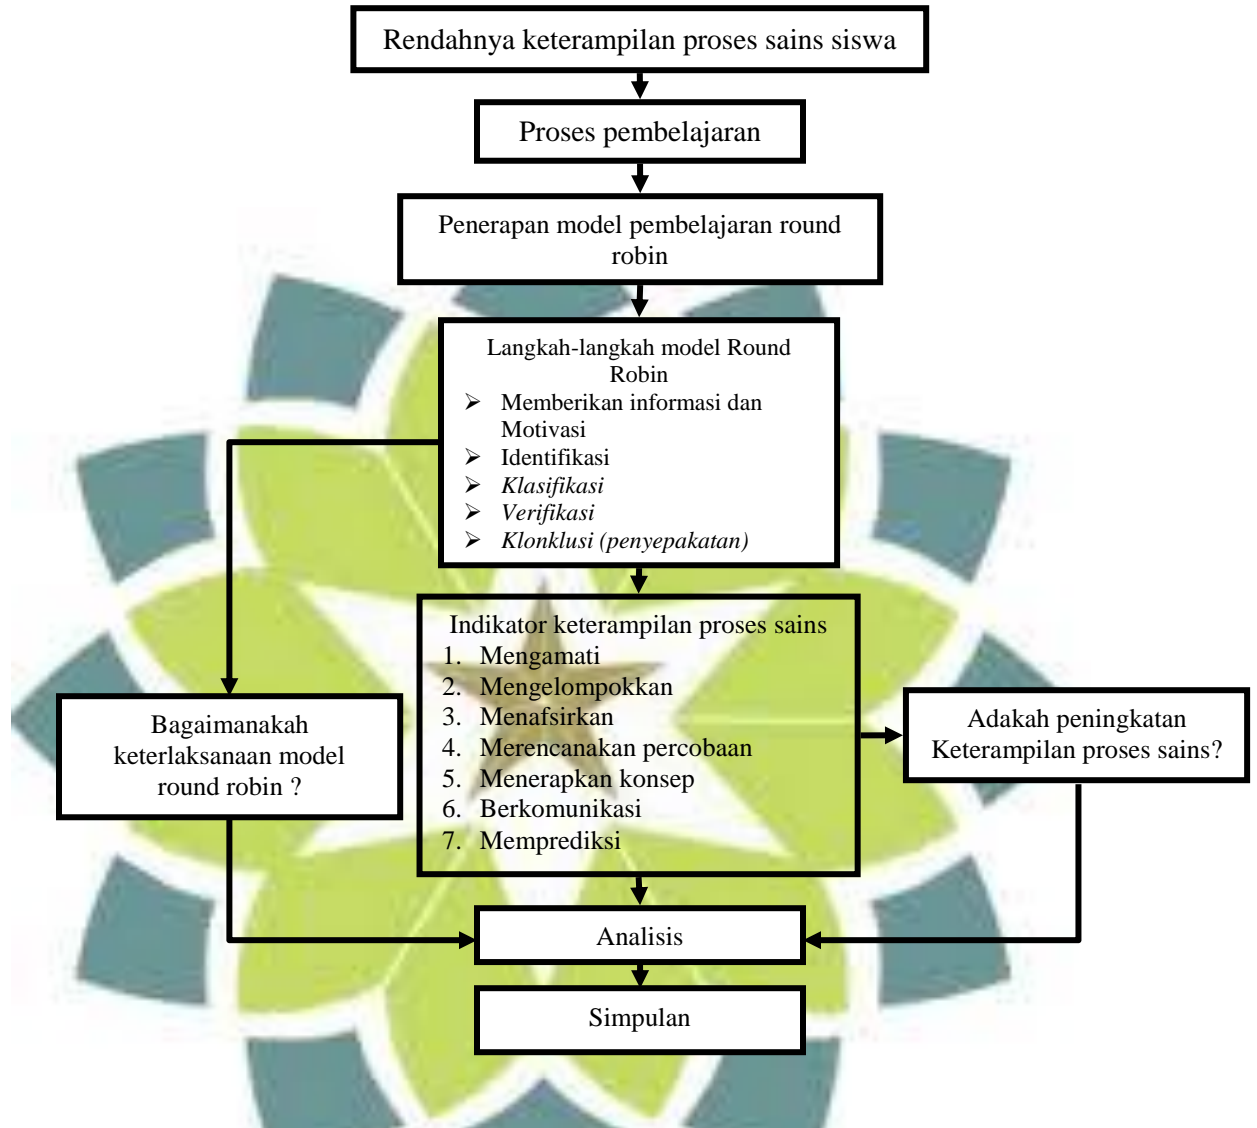 Rendahnya keterampilan proses sains siswa
Proses pembelajaran
Penerapan model pembelajaran round
robin
Langkah-langkah model Round
Robin
➢ Memberikan informasi dan
Motivasi
➢ Identifikasi
➢ Klasifikasi
➢ Verifikasi
➢ Klonklusi (penyepakatan)
Indikator keterampilan proses sains
1. Mengamati
2. Mengelompokkan
3. Menafsirkan
4. Merencanakan percobaan
5. Menerapkan konsep
6. Berkomunikasi
7. Memprediksi
Bagaimanakah
keterlaksanaan model
round robin ?
Adakah peningkatan
Keterampilan proses sains?
Analisis
Simpulan